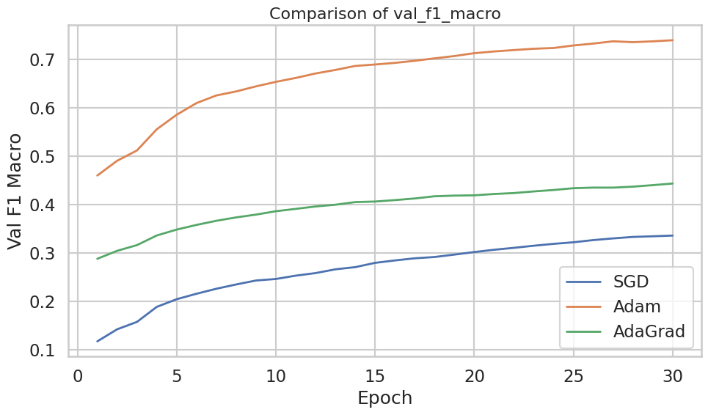 Comparison of val_f1_macro
Val F1 Macro
0.7
0.6
0.5
0.4
0.3
0.2
0.1
0 5 10 15 20 25 30
Epoch
SGD
Adam
AdaGrad